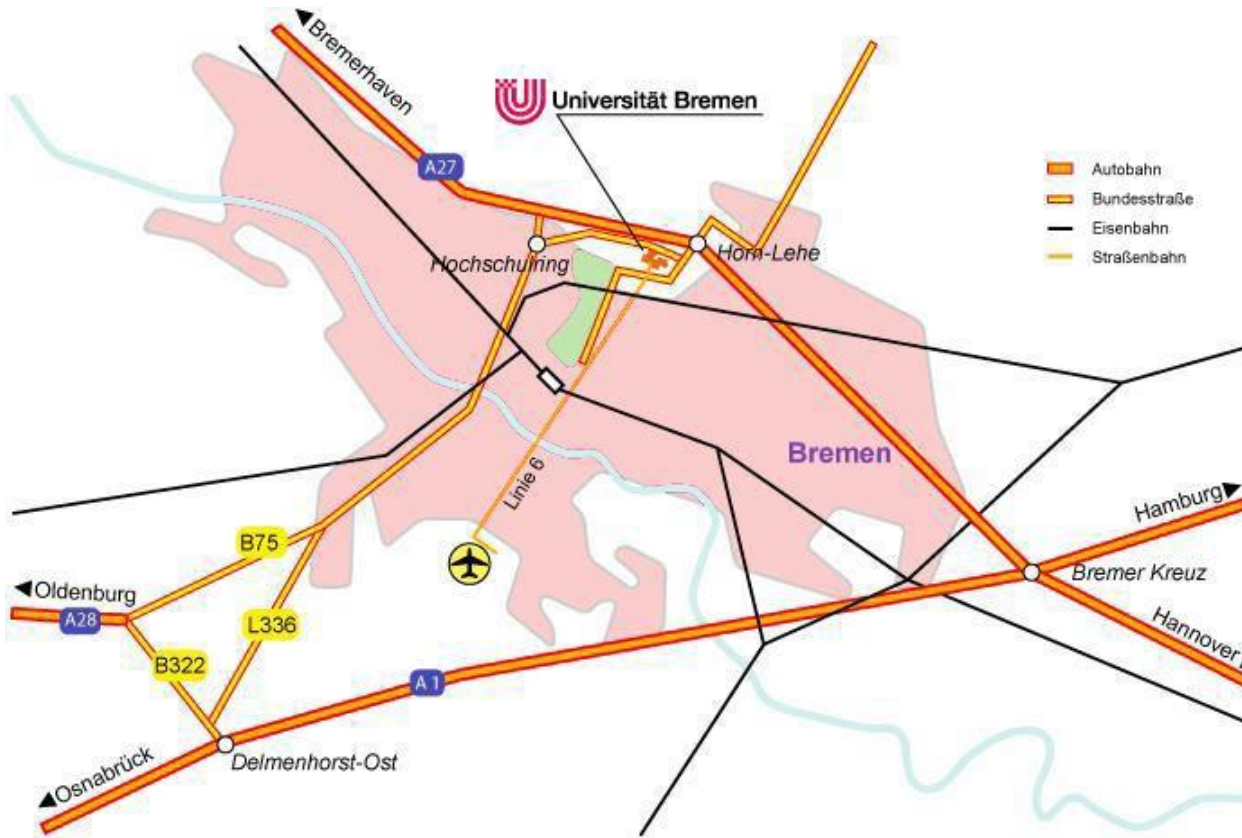 Bremerhaven
A27
Universität Bremen
Autobahn
Bundesstraße
Eisenbahn
Straßenbahn
Hochschulring
Horn-Lehe
Bremen
Linie 6
Hamburg
B75
Oldenburg
A28
L336
Bremer Kreuz
B322
Hannover
A 1
Delmenhorst-Ost
Osnabrück